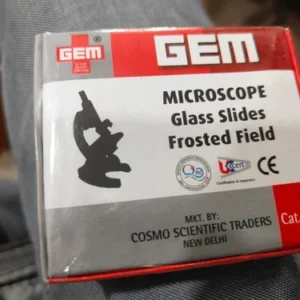 GEM
GEM
MICROSCOPE
Glass Slides
Frosted Field
CE
MKT. BY:
COSMO SCIENTIFIC TRADERS
NEW DELHI
Cat.